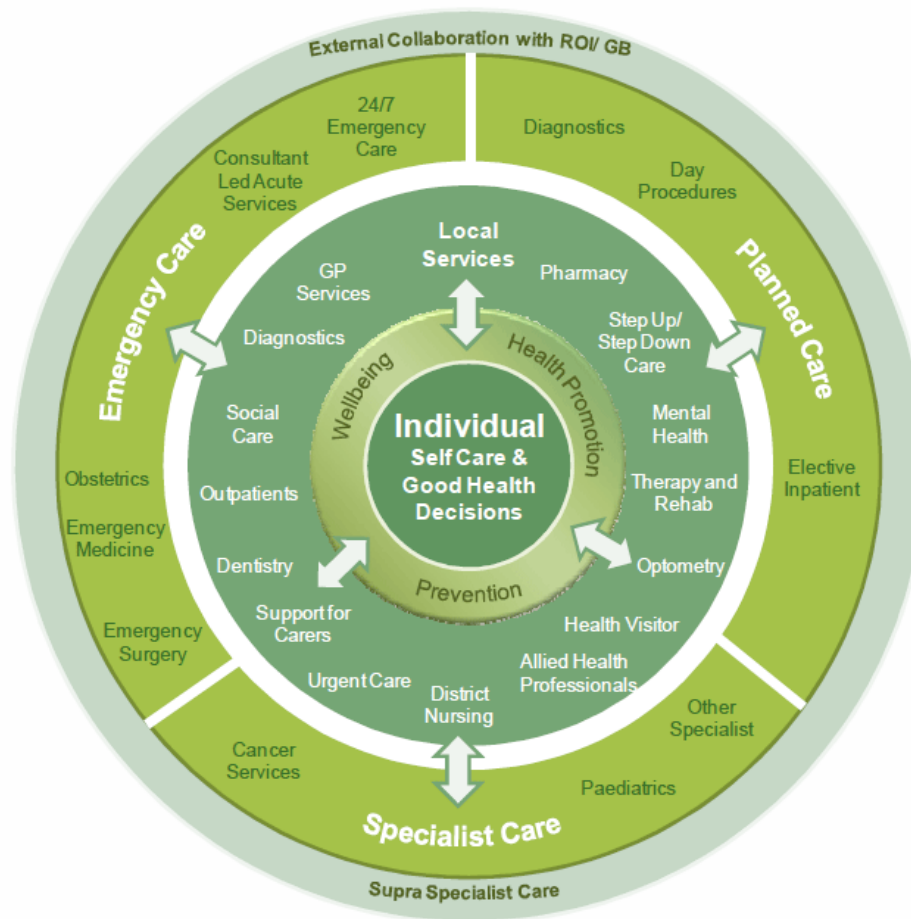 External Collaboration with ROI/ GB
24/7
Emergency
Care
Consultant
Led Acute
Services
Emergency Care
Obstetrics
Emergency
Medicine
Emergency
Surgery
Diagnostics
Day
Procedures
Planned Care
Elective
Inpatient
Other
Specialist
Paediatrics
Cancer
Services
Specialist Care
Supra Specialist Care
Local
Services
GP
Services
Diagnostics
Social
Care
Outpatients
Dentistry
Support for
Carers
Urgent Care
District
Nursing
Pharmacy
Step Up/
Step Down
Care
Mental
Health
Therapy and
Rehab
Optometry
Health Visitor
Allied Health
Professionals
Wellbeing
Health Promotion
Prevention
Individual
Self Care &
Good Health
Decisions